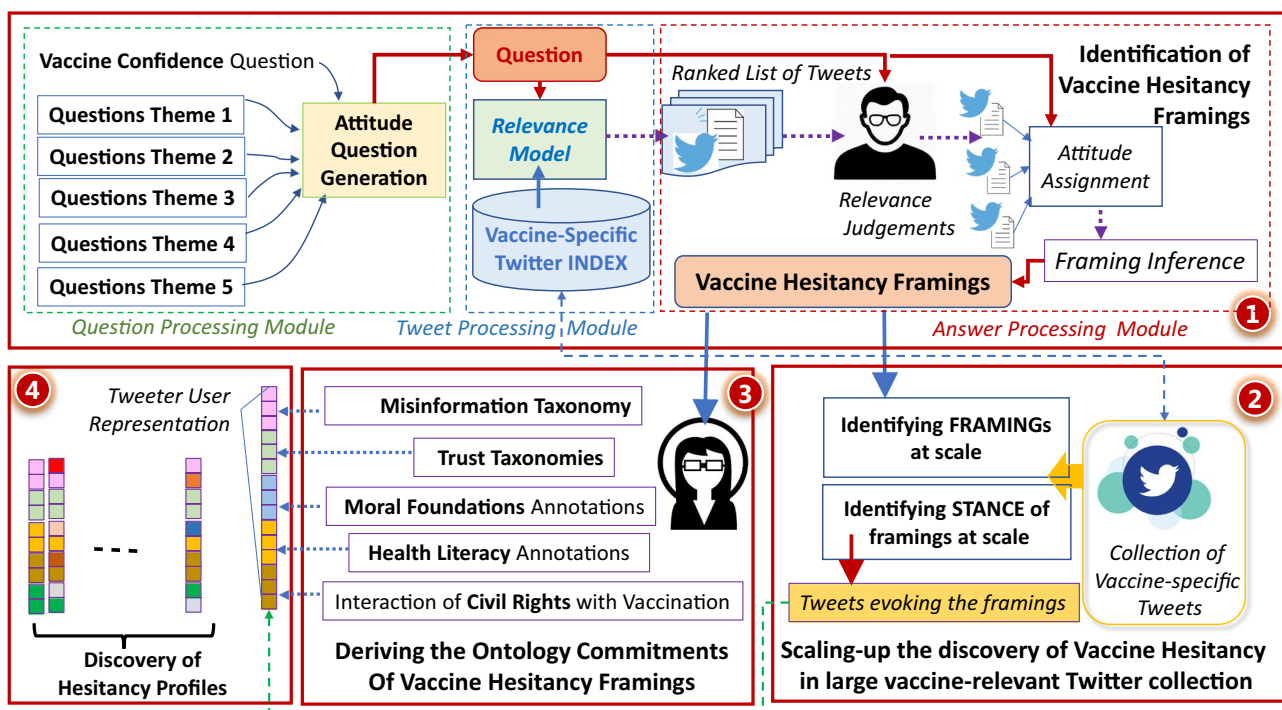 Vaccine Confidence Question
Questions Theme 1
Questions Theme 2
Questions Theme 3
Questions Theme 4
Questions Theme 5
Attitude
Question
Generation
Question Processing Module
Question
Relevance
Model
Vaccine-Specific
Twitter INDEX
Tweet Processing Module
Ranked List of Tweets
Relevance
Judgements
Identification of
Vaccine Hesitancy
Framings
Attitude
Assignment
Framing Inference
Vaccine Hesitancy Framings
Answer Processing Module
1
4
Tweeter User
Representation
Discovery of
Hesitancy Profiles
3
Misinformation Taxonomy
Trust Taxonomies
Moral Foundations Annotations
Health Literacy Annotations
Interaction of Civil Rights with Vaccination
Deriving the Ontology Commitments
Of Vaccine Hesitancy Framings
2
Identifying FRAMINGs
at scale
Identifying STANCE of
framings at scale
Tweets evoking the framings
Collection of
Vaccine-specific
Tweets
Scaling-up the discovery of Vaccine Hesitancy
in large vaccine-relevant Twitter collection